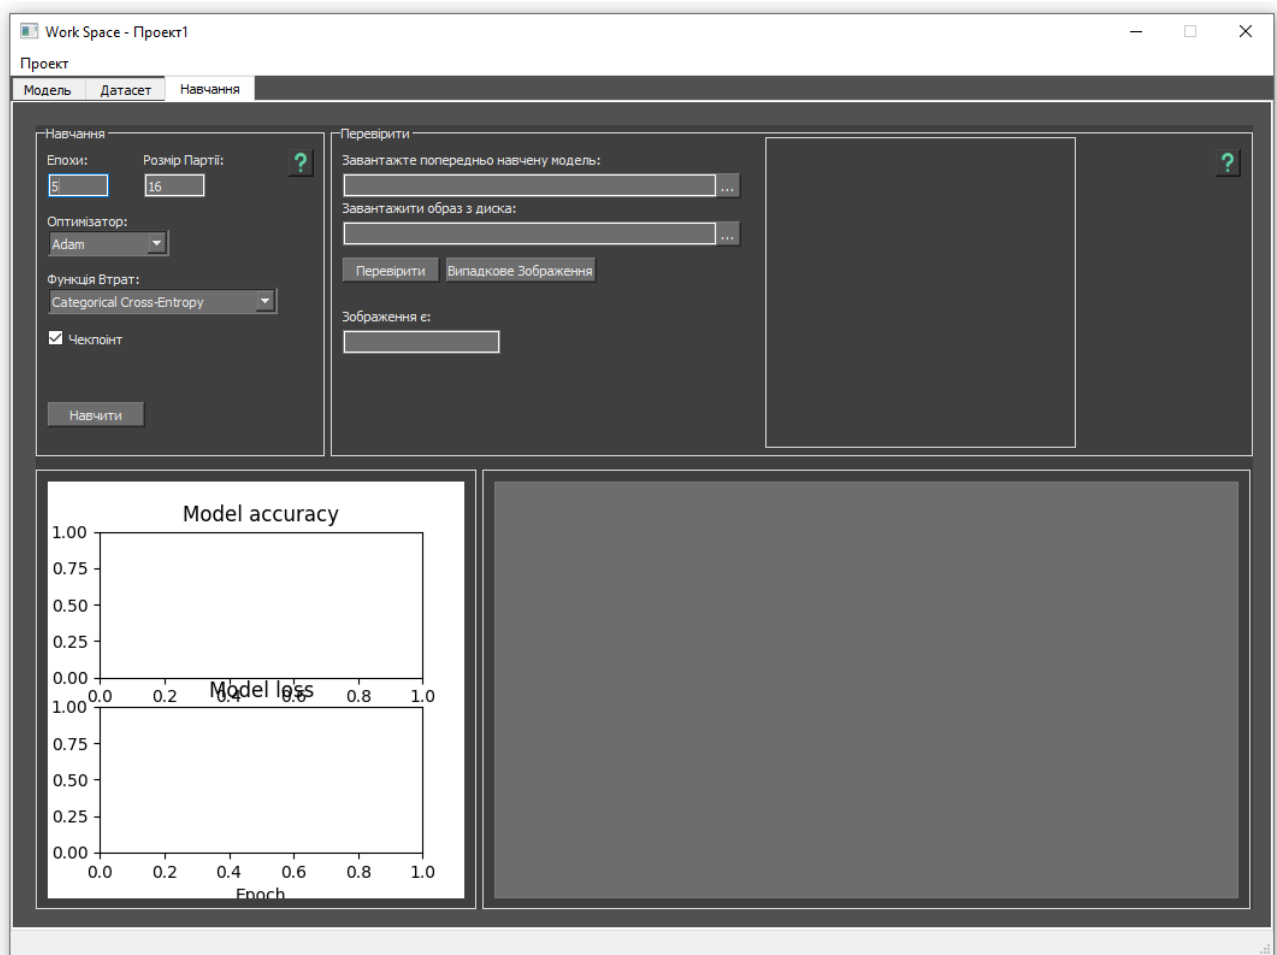 Work Space - Проект1
Проект
Модель Датасет Навчання
Навчання
Епохи: Розмір Партії:
5 16
?
Оптимізатор:
Adam
Функція Втрат:
Categorical Cross-Entropy
Чекпоінт
Навчити
Перевірити
Завантажте попередньо навчену модель:
...
Завантажити образ з диска:
...
Перевірити Випадкове Зображення
Зображення є:
?
Model accuracy
1.00
0.75
0.50
0.25
0.00
0.0 0.2 0.4 0.6 0.8 1.0
Model loss
1.00
0.75
0.50
0.25
0.00
0.0 0.2 0.4 0.6 0.8 1.0
Epoch